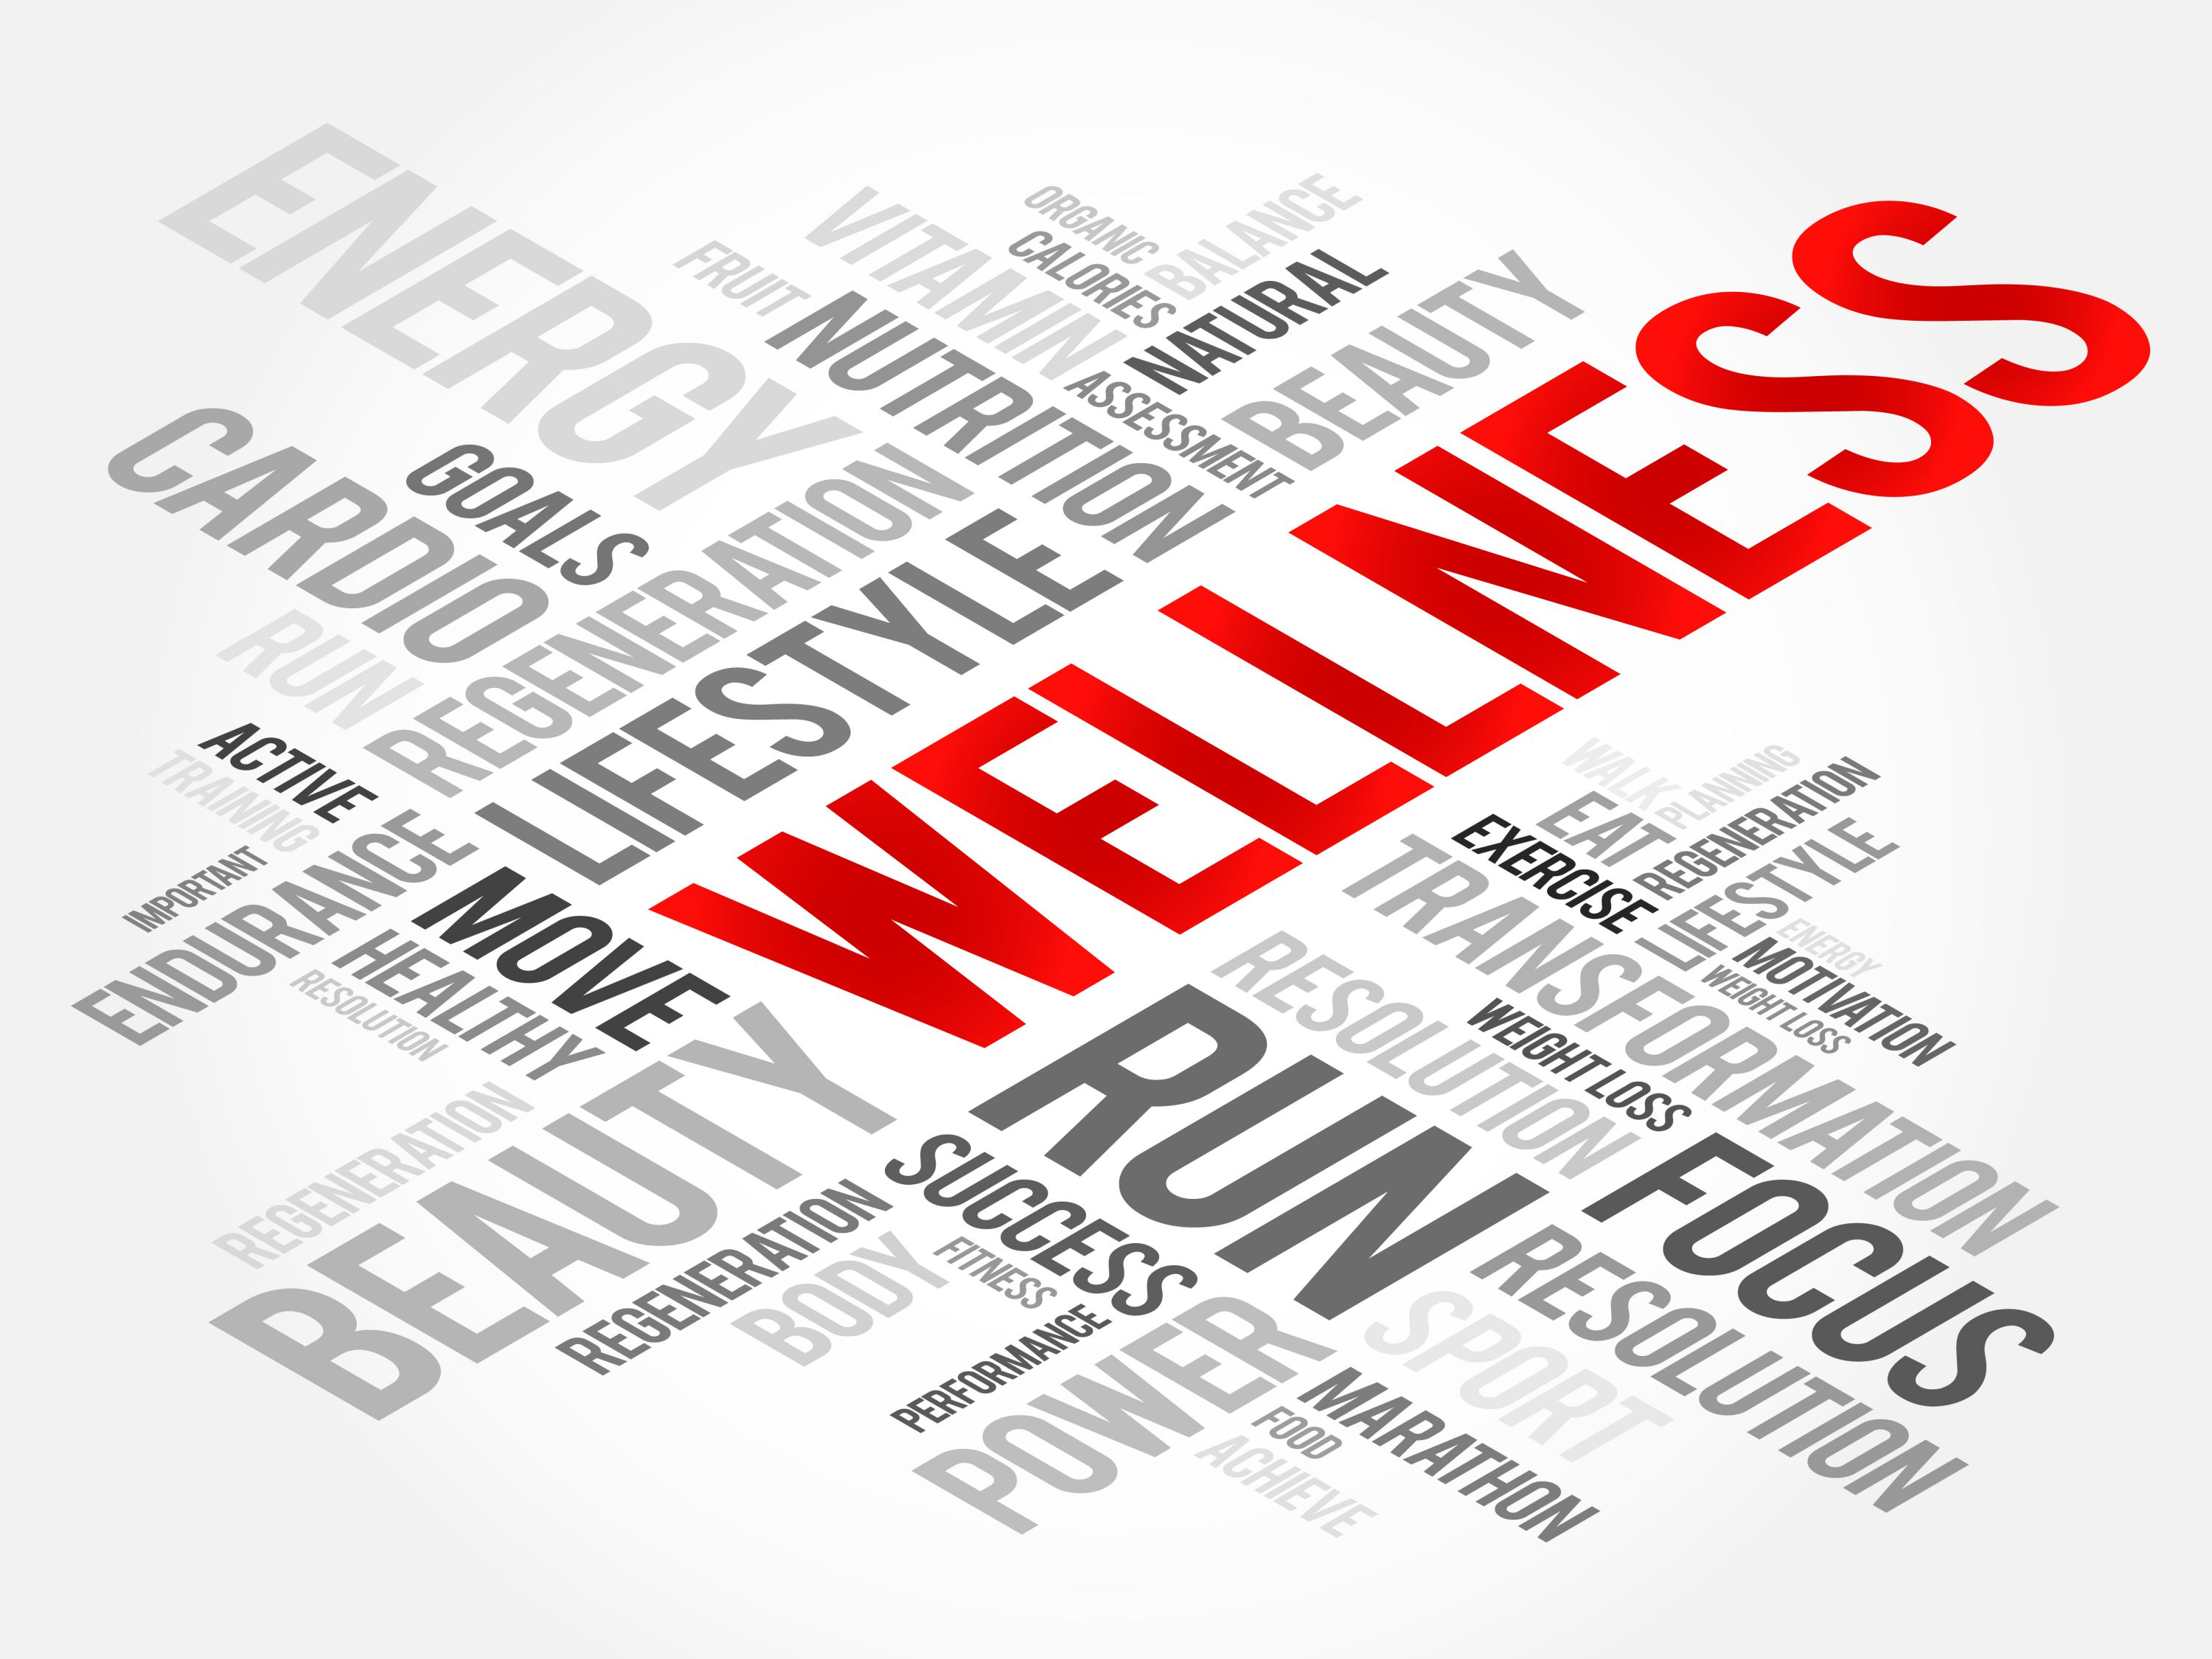 ENERGY
VITAMIN
ORGANIC
BALANCE
FRUIT
CALORIES
NATURAL
NUTRITION
ASSESSMENT
BEAUTY
CARDIO
GOALS
REGENERATION
LIFESTYLE
WELLNESS
RUN
ACTIVE
TRAINING
IMPORTANT
ENDURANCE
MOVE
HEALTHY
RESOLUTION
WALK
PLANNING
EAT
REGENERATION
EXERCISE
LIFESTYLE
TRANSFORMATION
ENERGY
MOTIVATION
WEIGHT LOSS
RESOLUTION
WEIGHT LOSS
RUN
FOCUS
REGENERATION
BEAUTY
SUCCESS
REGENERATION
BODY
FITNESS
RESOLUTION
PERFORMANCE
POWER
SPORT
MARATHON
FOOD
ACHIEVE